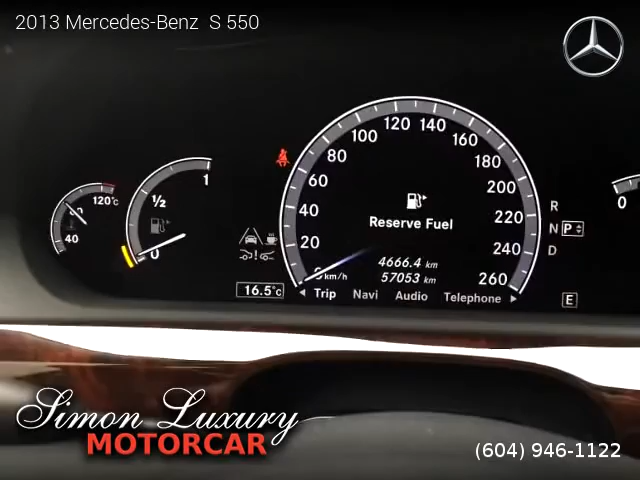 2013 Mercedes-Benz S 550
120°C
40
1
½
0
0
20
40
60
80
100
120
140
160
180
200
220
240
260
km/h
Reserve Fuel
4666.4 km
57053 km
16.5°C
Trip Navi Audio Telephone
R
N P
D
E
0
Simon Luxury
MOTORCAR
(604) 946-1122